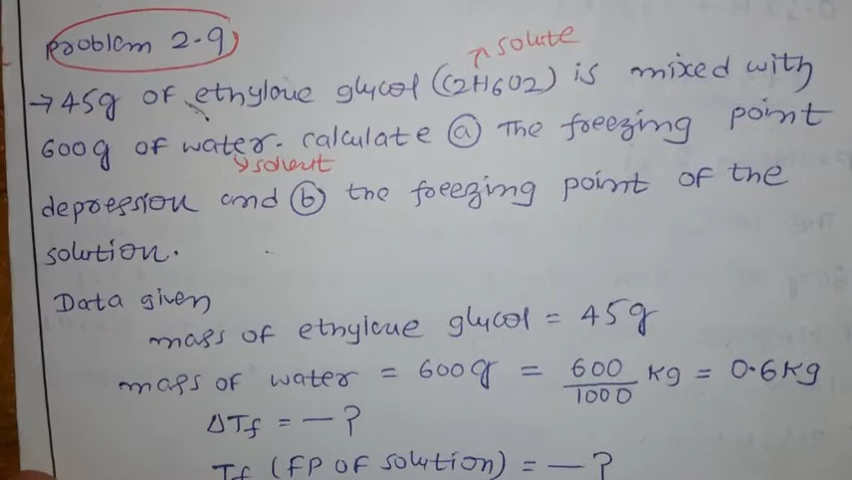 Problem 2.9)
solute
→ 45g of ethylene glycol (C2H6O2) is mixed with
600g of water. calculate ⓐ The freezing point
solvent
depression and ⓑ the freezing point of the
solution.
Data given
mass of ethylene glycol = 45g
mass of water = 600g = 600/1000 kg = 0.6kg
ΔTf = — ?
Tf (FP of solution) = — ?